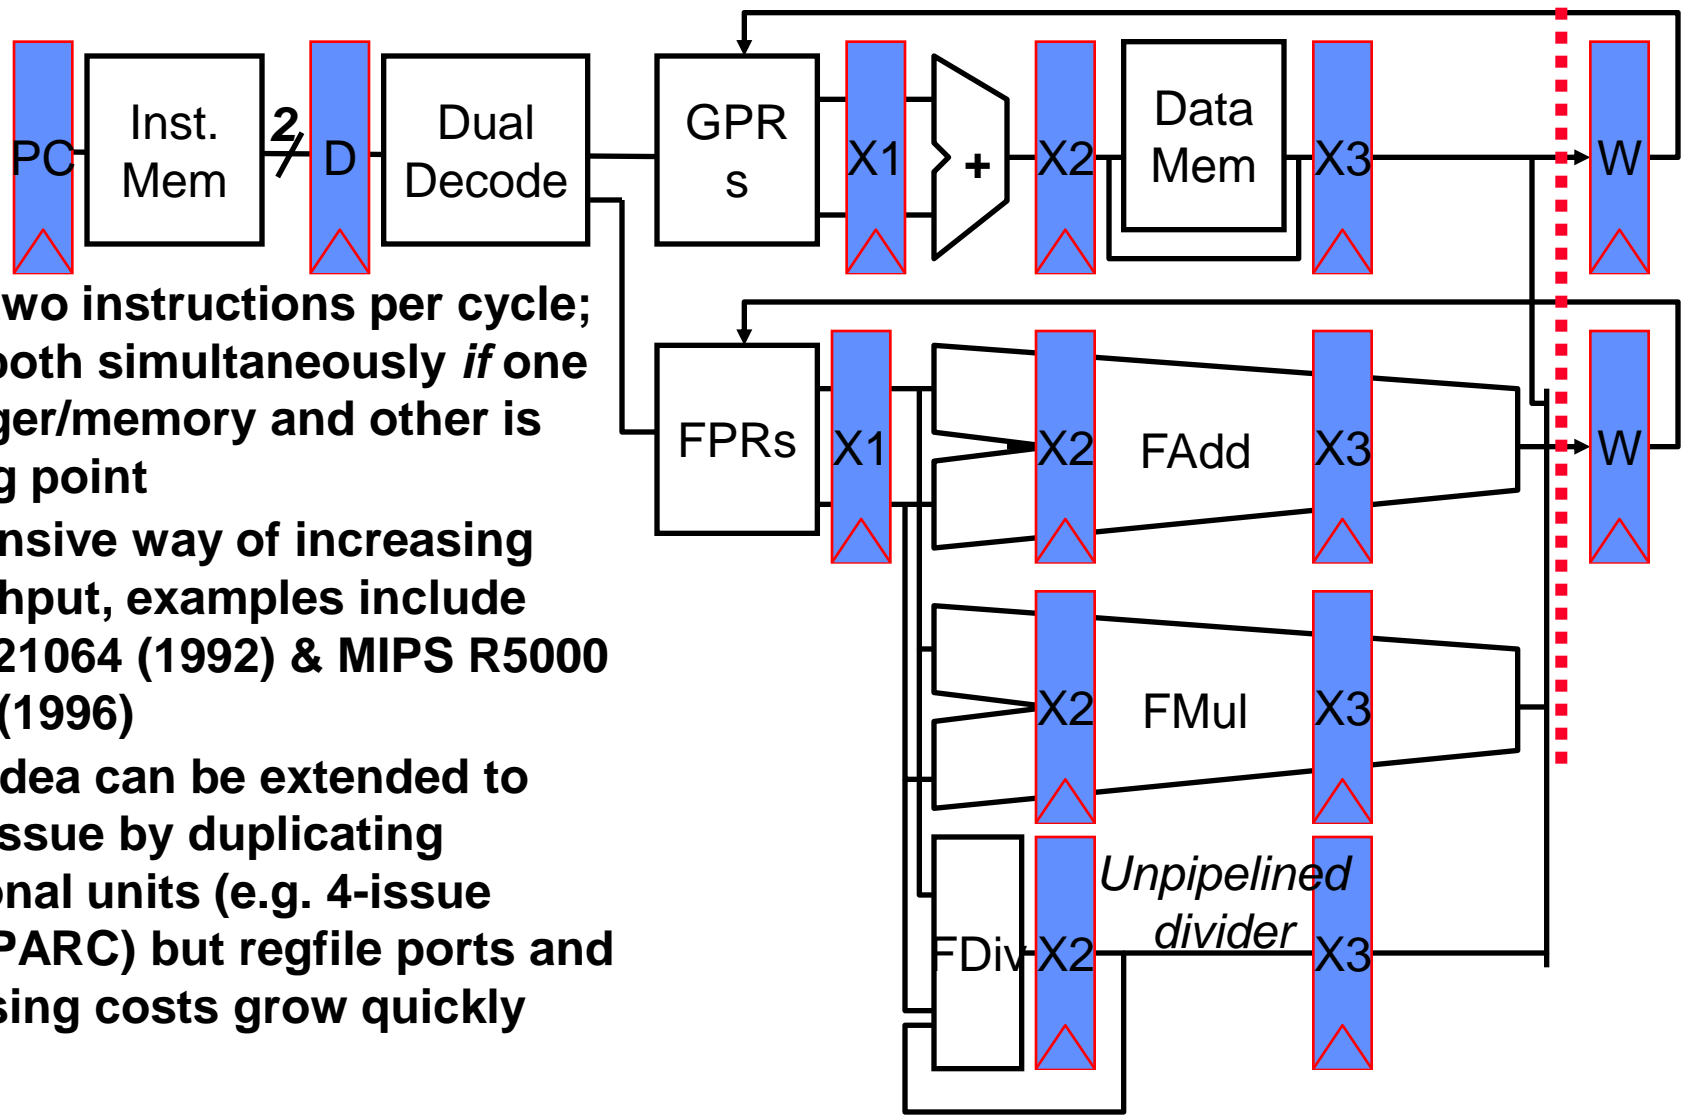 PC
Inst.
Mem
2
D
Dual
Decode
GPR
s
X1
+
X2
Data
Mem
X3
W
wo instructions per cycle;
both simultaneously if one
ger/memory and other is
g point
nsive way of increasing
hput, examples include
21064 (1992) & MIPS R5000
(1996)
dea can be extended to
ssue by duplicating
onal units (e.g. 4-issue
PARC) but regfile ports and
sing costs grow quickly
FPRs
X1
X2
FAdd
X3
W
X2
FMul
X3
FDiv
X2
Unpipelined
divider
X3